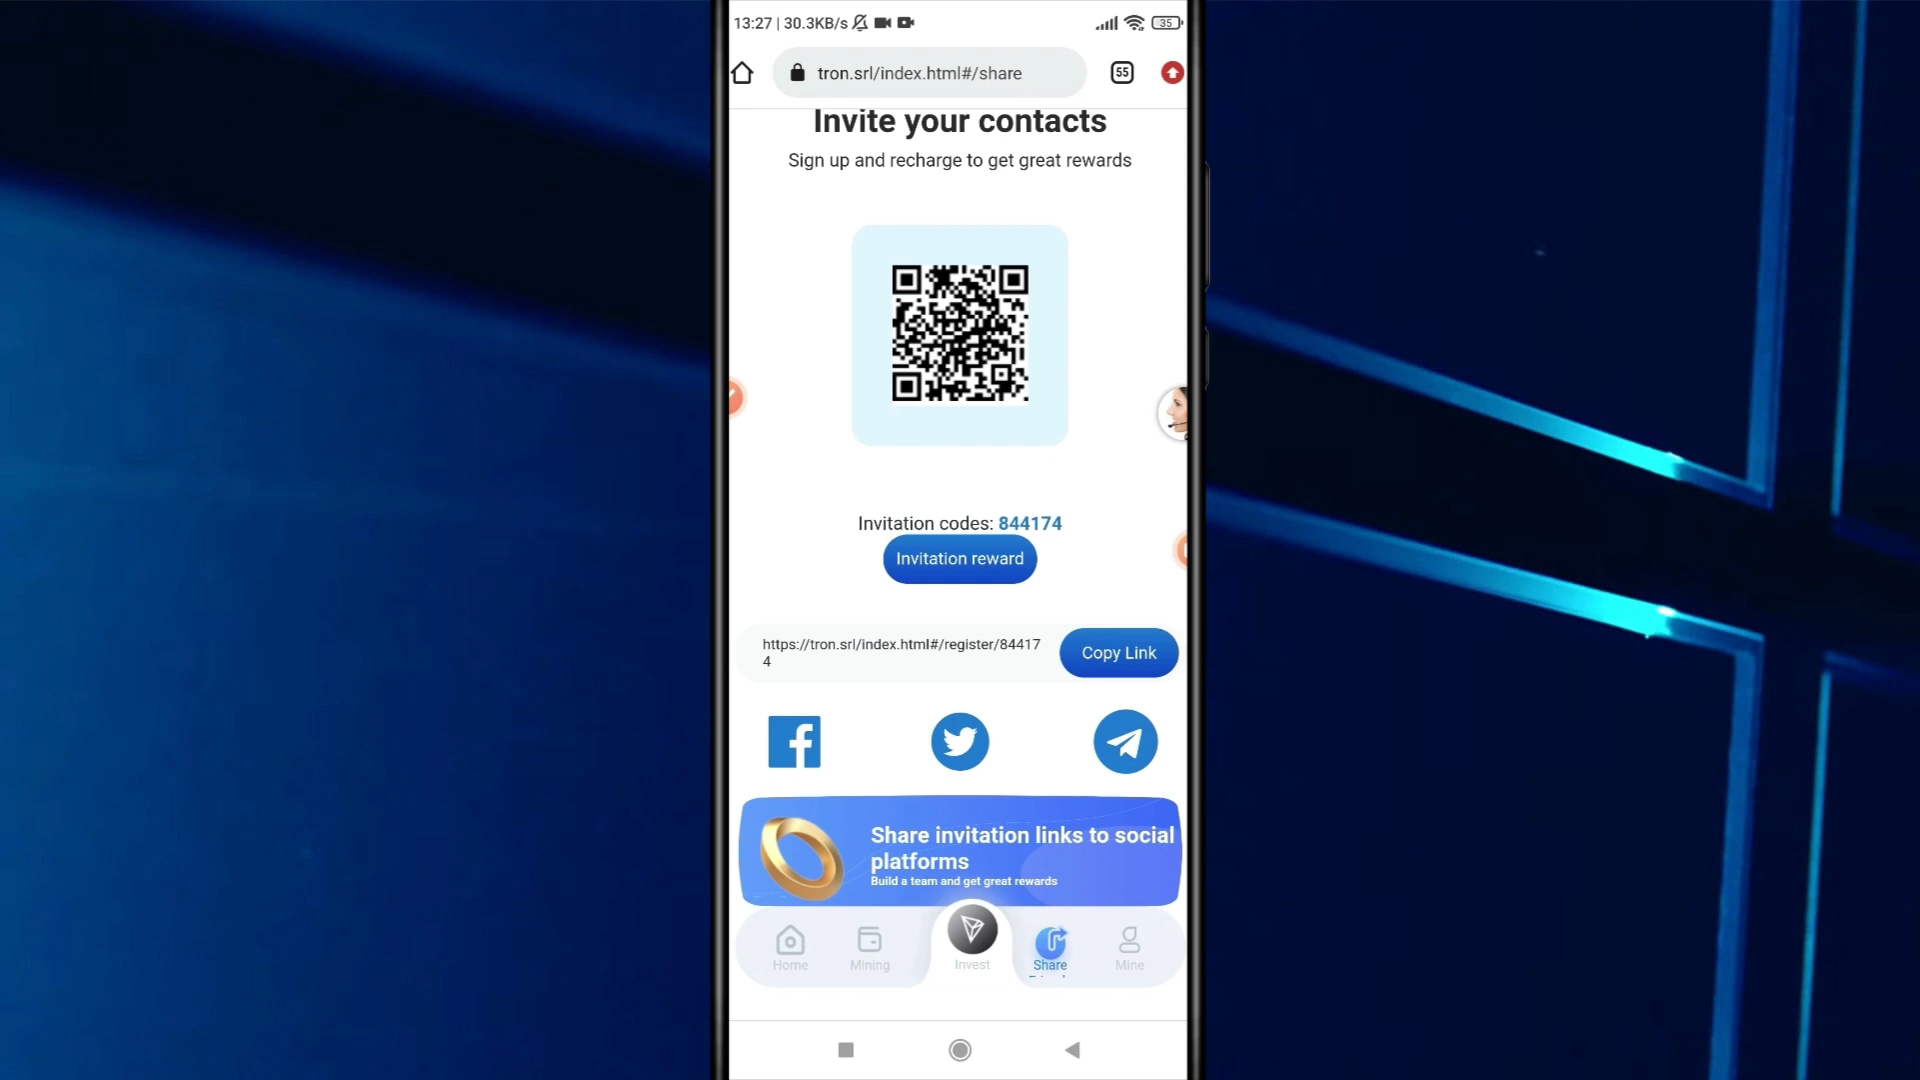 13:27 | 30.3KB/s
35
tron.srl/index.html#/share
55
Invite your contacts
Sign up and recharge to get great rewards
Invitation codes: 844174
Invitation reward
https://tron.srl/index.html#/register/84417
4
Copy Link
Share invitation links to social
platforms
Build a team and get great rewards
Home
Mining
Invest
Share
Mine